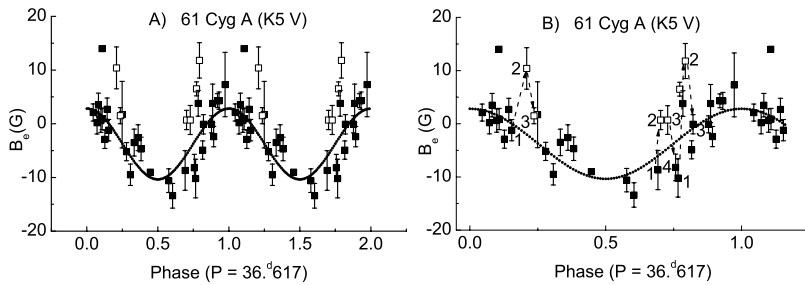 A) 61 Cyg A (K5 V)
20
10
0
-10
-20
B_e(G)
0.0 0.5 1.0 1.5 2.0
Phase (P = 36.^d617)
B) 61 Cyg A (K5 V)
20
10
0
-10
-20
B_e (G)
2
2
2
3
3
1
1 4
1
0.0 0.5 1.0
Phase (P = 36.^d617)